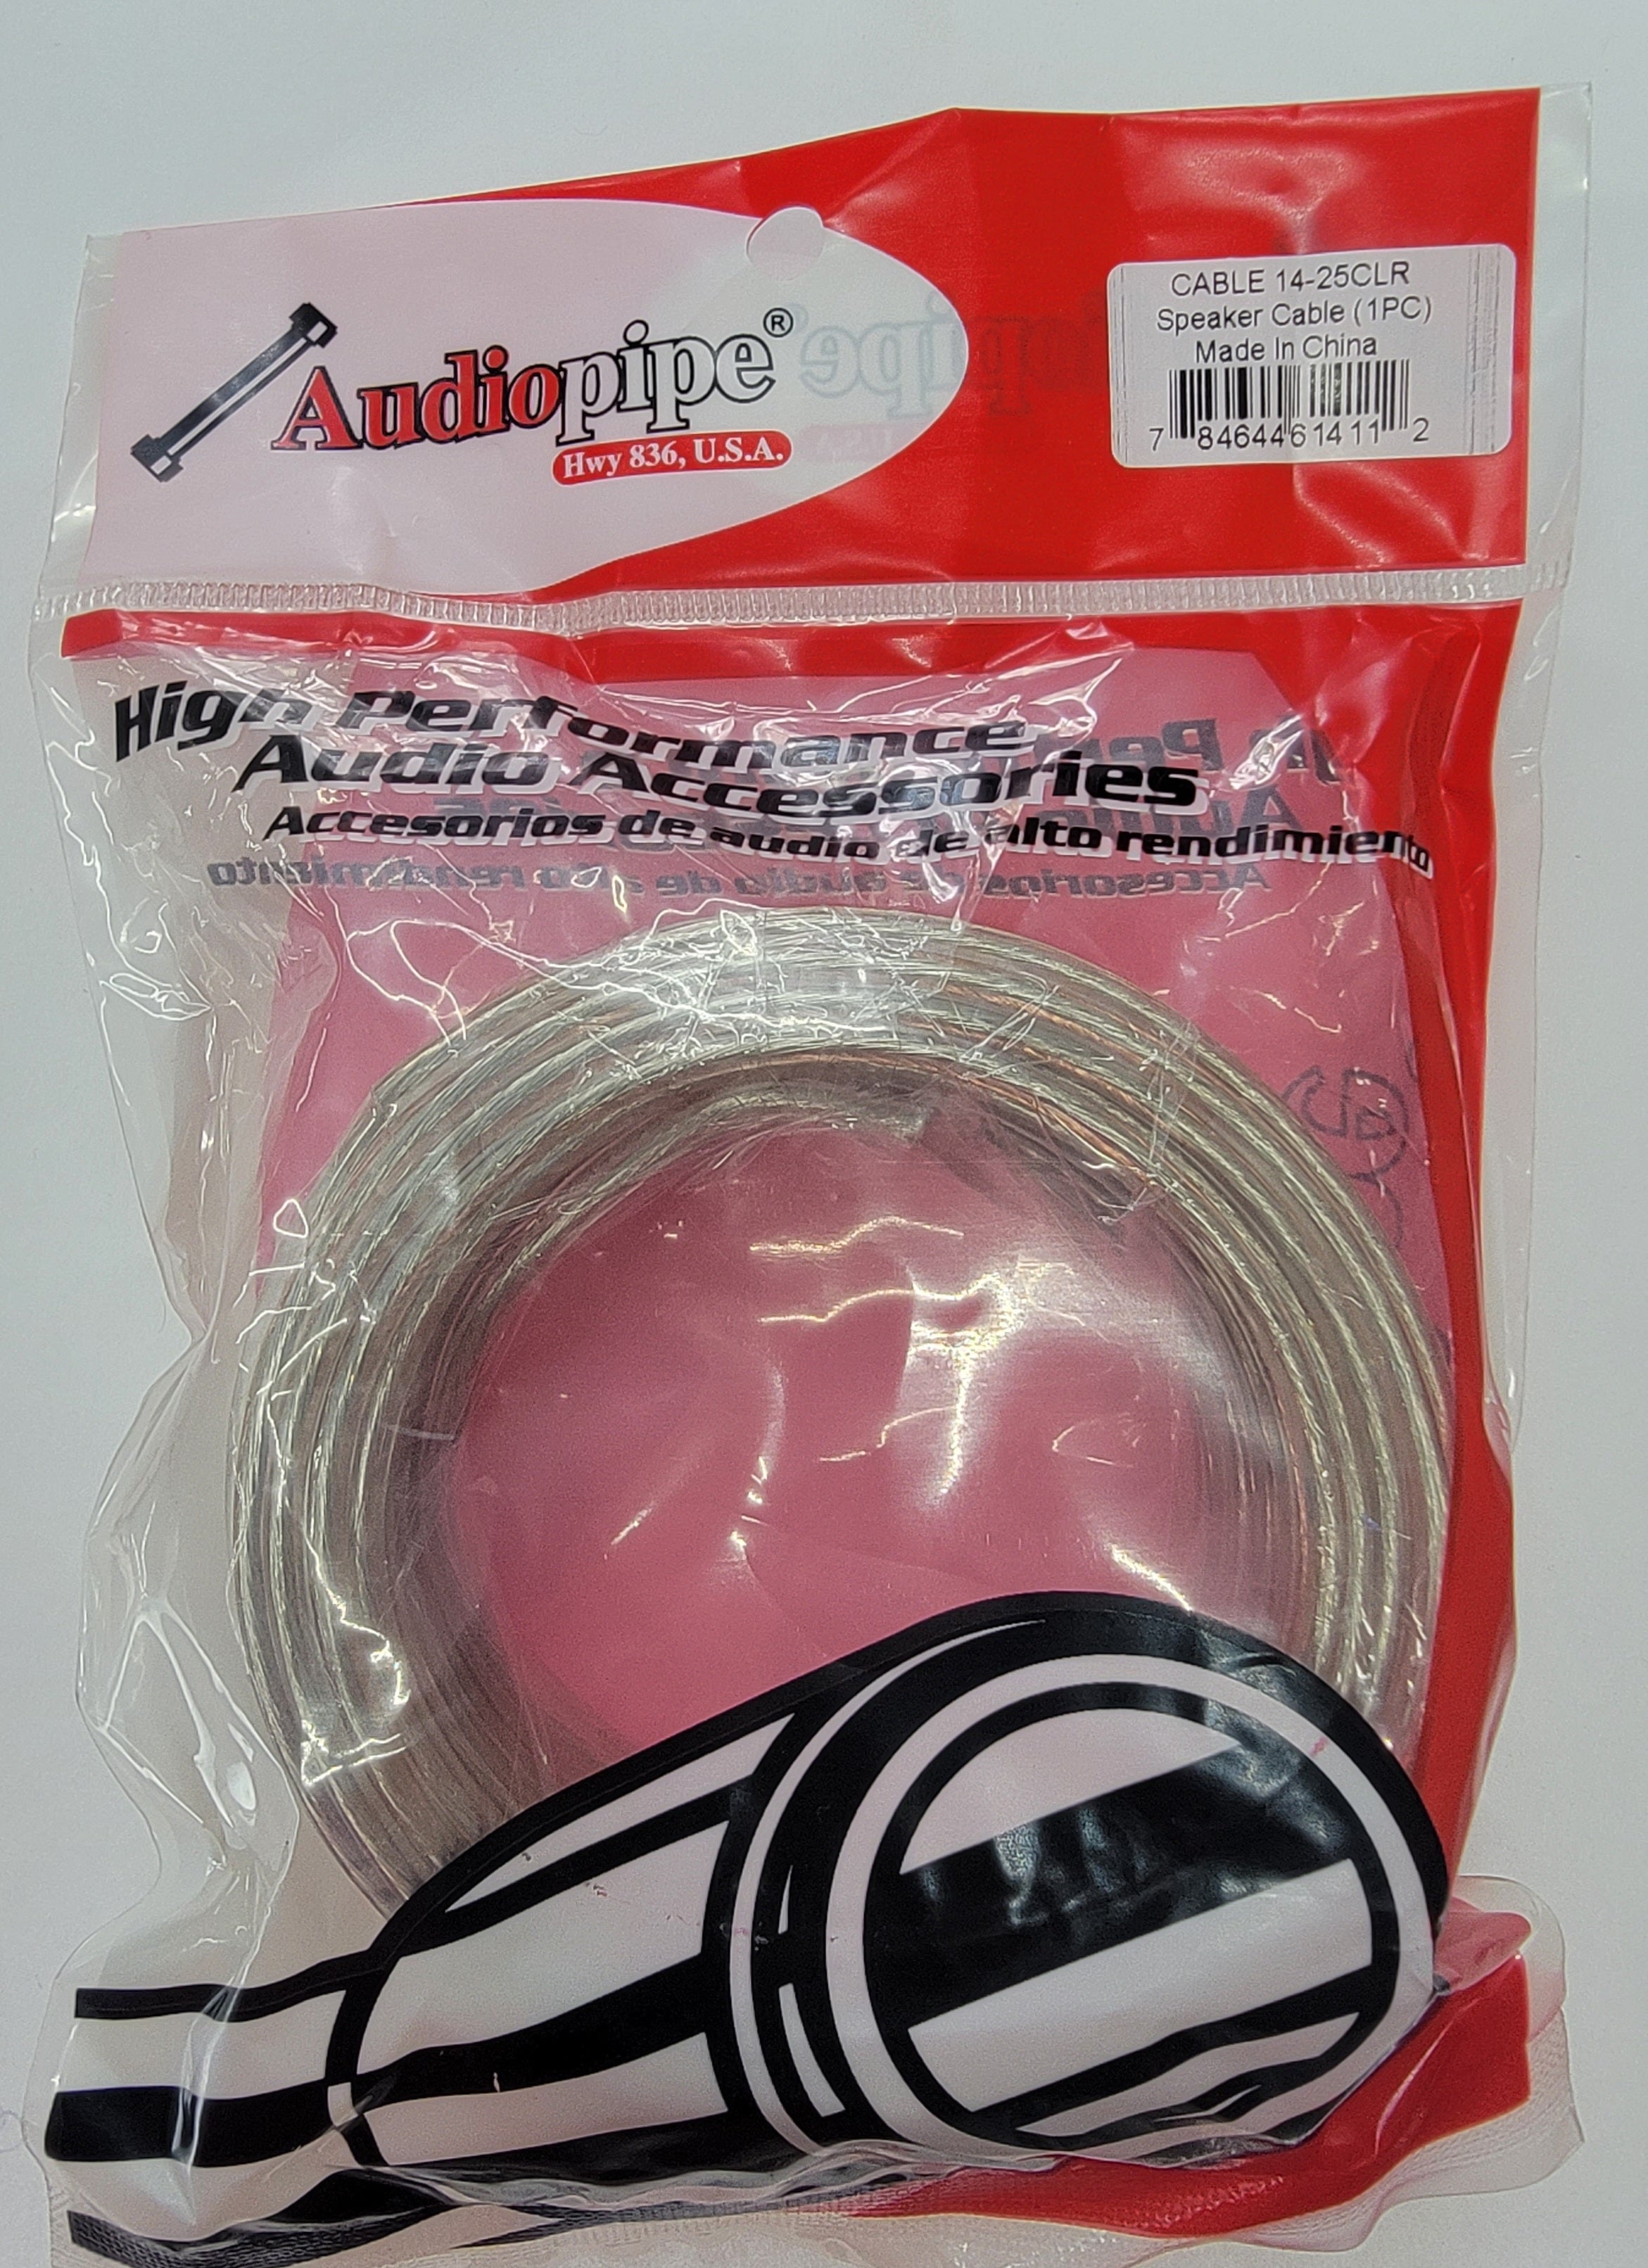 Audiopipe®
Hwy 836, U.S.A.
CABLE 14-25CLR
Speaker Cable (1PC)
Made In China
7 84644 61411 2
High Performance
Audio Accessories
Accesorios de audio de alto rendimiento